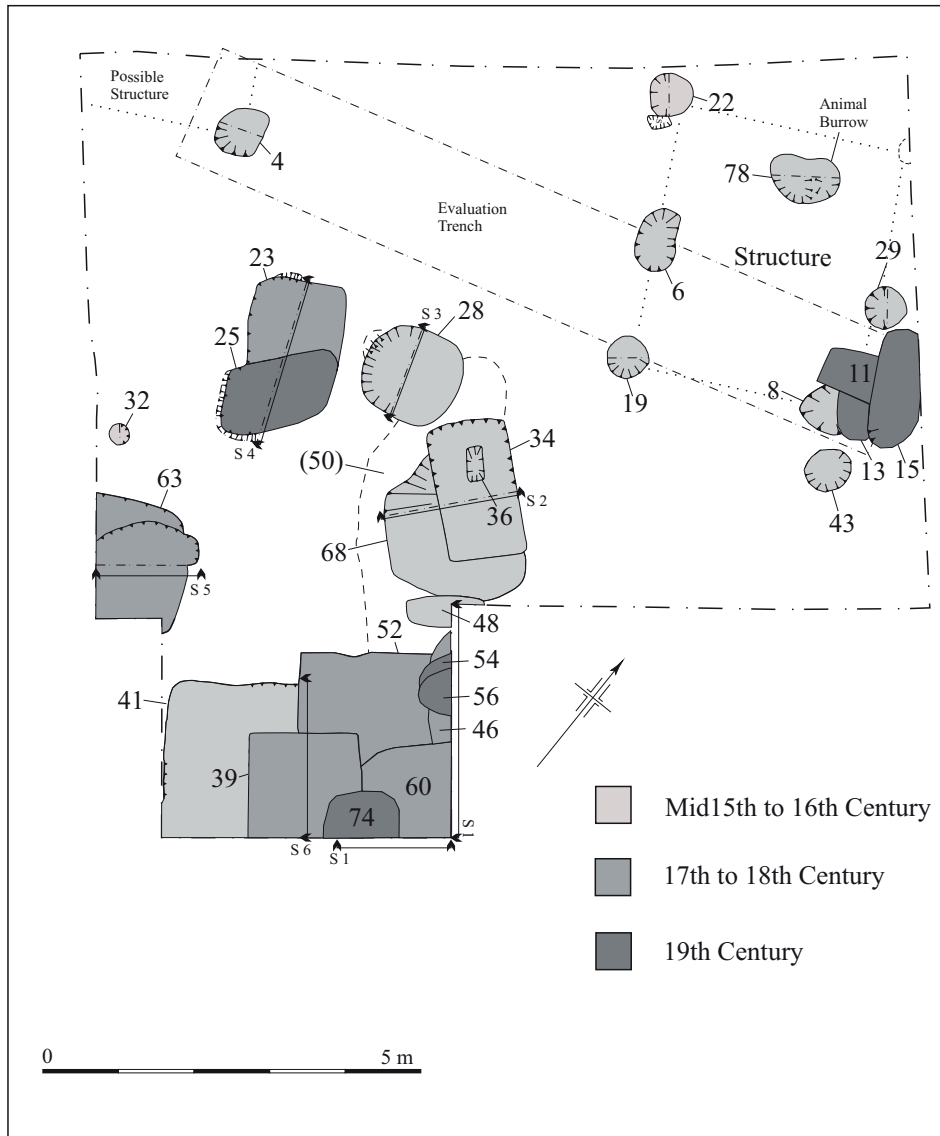 Possible
Structure
22
Animal
Burrow
4
78
Evaluation
Trench
23
Structure
6
29
S 3
28
25
19
11
8
32
34
S 4
(50)
13
15
63
36
S 2
43
68
S 5
48
52
54
41
56
46
39
60
74
S 6
S 1
S 1
Mid15th to 16th Century
17th to 18th Century
19th Century
0
5 m